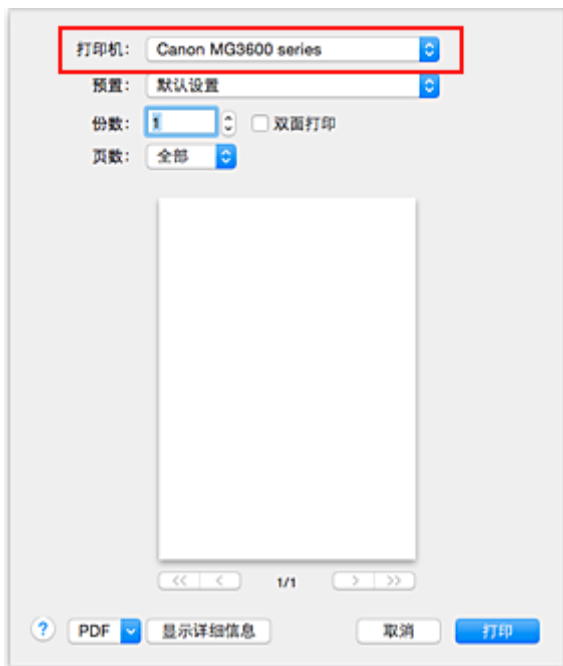 打印机: Canon MG3600 series
预置: 默认设置
份数: 1 双面打印
页数: 全部
<< < 1/1 > >>
? PDF 显示详细信息 取消 打印